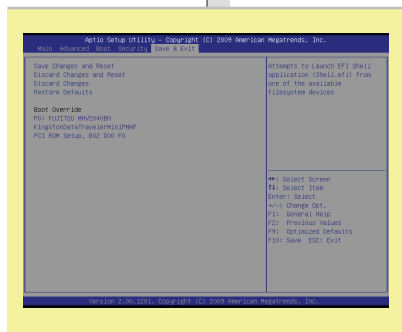 Aptio Setup Utility – Copyright (C) 2009 American Megatrends, Inc.
Main Advanced Boot Security Save & Exit
Save Changes and Reset
Discard Changes and Reset
Discard Changes
Restore Defaults
Boot Override
P0: FUJITSU MHV2040BH
KingstonDataTravelerMiniPMAP
PCI ROM Setup, B02 D00 F0
Attempts to Launch EFI Shell
application (Shell.efi) from
one of the available
filesystem devices
→←: Select Screen
↑↓: Select Item
Enter: Select
+/-: Change Opt.
F1: General Help
F2: Previous Values
F9: Optimized Defaults
F10: Save ESC: Exit
Version 2.00.1201. Copyright (C) 2009 American Megatrends, Inc.